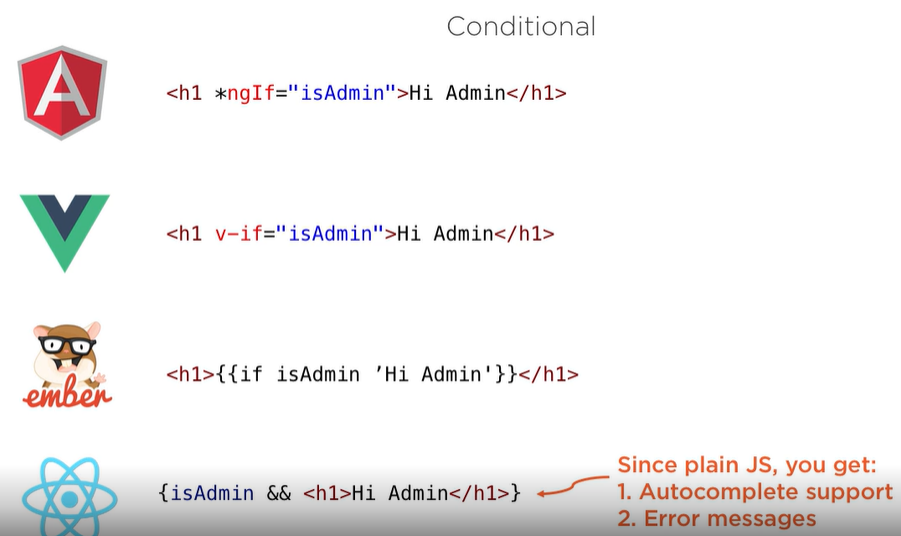 Conditional
A
<h1 *ngIf="isAdmin">Hi Admin</h1>
<h1 v-if="isAdmin">Hi Admin</h1>
<h1>{{if isAdmin ’Hi Admin'}}</h1>
ember
{isAdmin && <h1>Hi Admin</h1>}
Since plain JS, you get:
1. Autocomplete support
2. Error messages